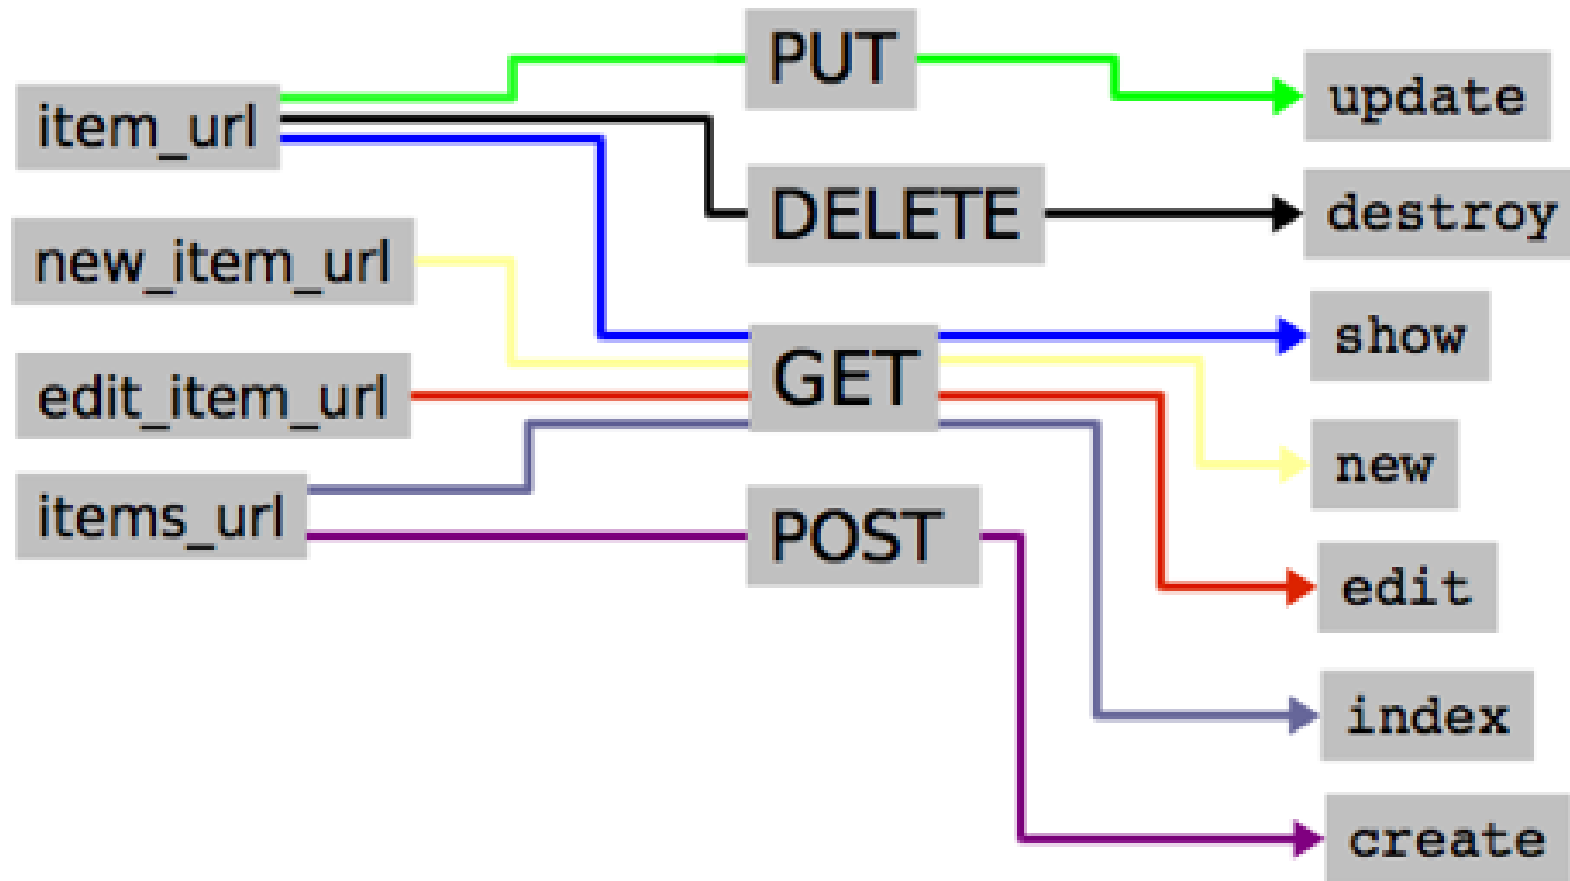 item_url
new_item_url
edit_item_url
items_url
PUT
DELETE
GET
POST
update
destroy
show
new
edit
index
create